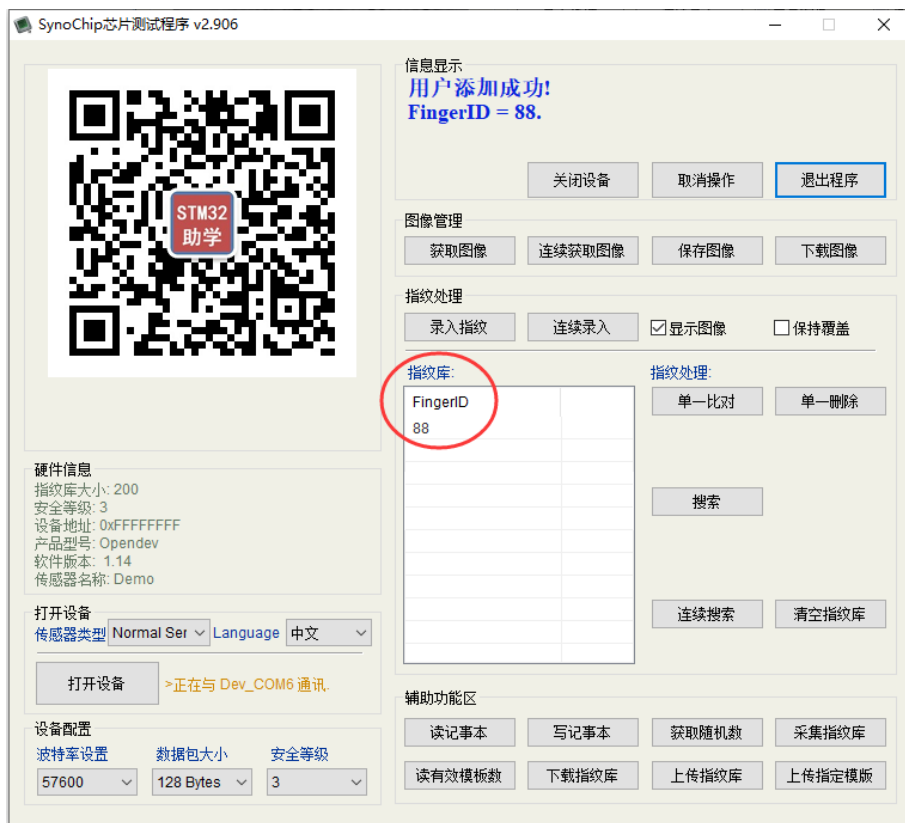 SynoChip芯片测试程序 v2.906
STM32
助学
硬件信息
指纹库大小: 200
安全等级: 3
设备地址: 0xFFFFFFFF
产品型号: Opendev
软件版本: 1.14
传感器名称: Demo
打开设备
传感器类型 Normal Ser Language 中文
打开设备 >正在与 Dev_COM6 通讯.
设备配置
波特率设置 数据包大小 安全等级
57600 128 Bytes 3
信息显示
用户添加成功!
FingerID = 88.
关闭设备 取消操作 退出程序
图像管理
获取图像 连续获取图像 保存图像 下载图像
指纹处理
录入指纹 连续录入 显示图像 保持覆盖
指纹库: 指纹处理:
FingerID 单一比对 单一删除
88
搜索
连续搜索 清空指纹库
辅助功能区
读记事本 写记事本 获取随机数 采集指纹库
读有效模板数 下载指纹库 上传指纹库 上传指定模版